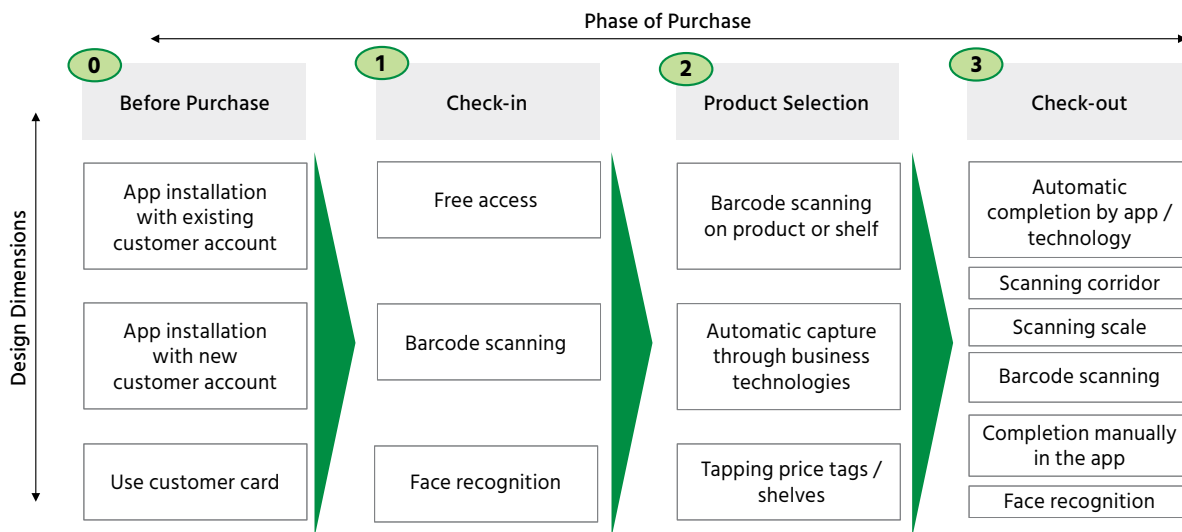 Phase of Purchase
0
Before Purchase
1
Check-in
2
Product Selection
3
Check-out
Design Dimensions
App installation
with existing
customer account
App installation
with new
customer account
Use customer card
Free access
Barcode scanning
Face recognition
Barcode scanning
on product or shelf
Automatic capture
through business
technologies
Tapping price tags /
shelves
Automatic
completion by app /
technology
Scanning corridor
Scanning scale
Barcode scanning
Completion manually
in the app
Face recognition